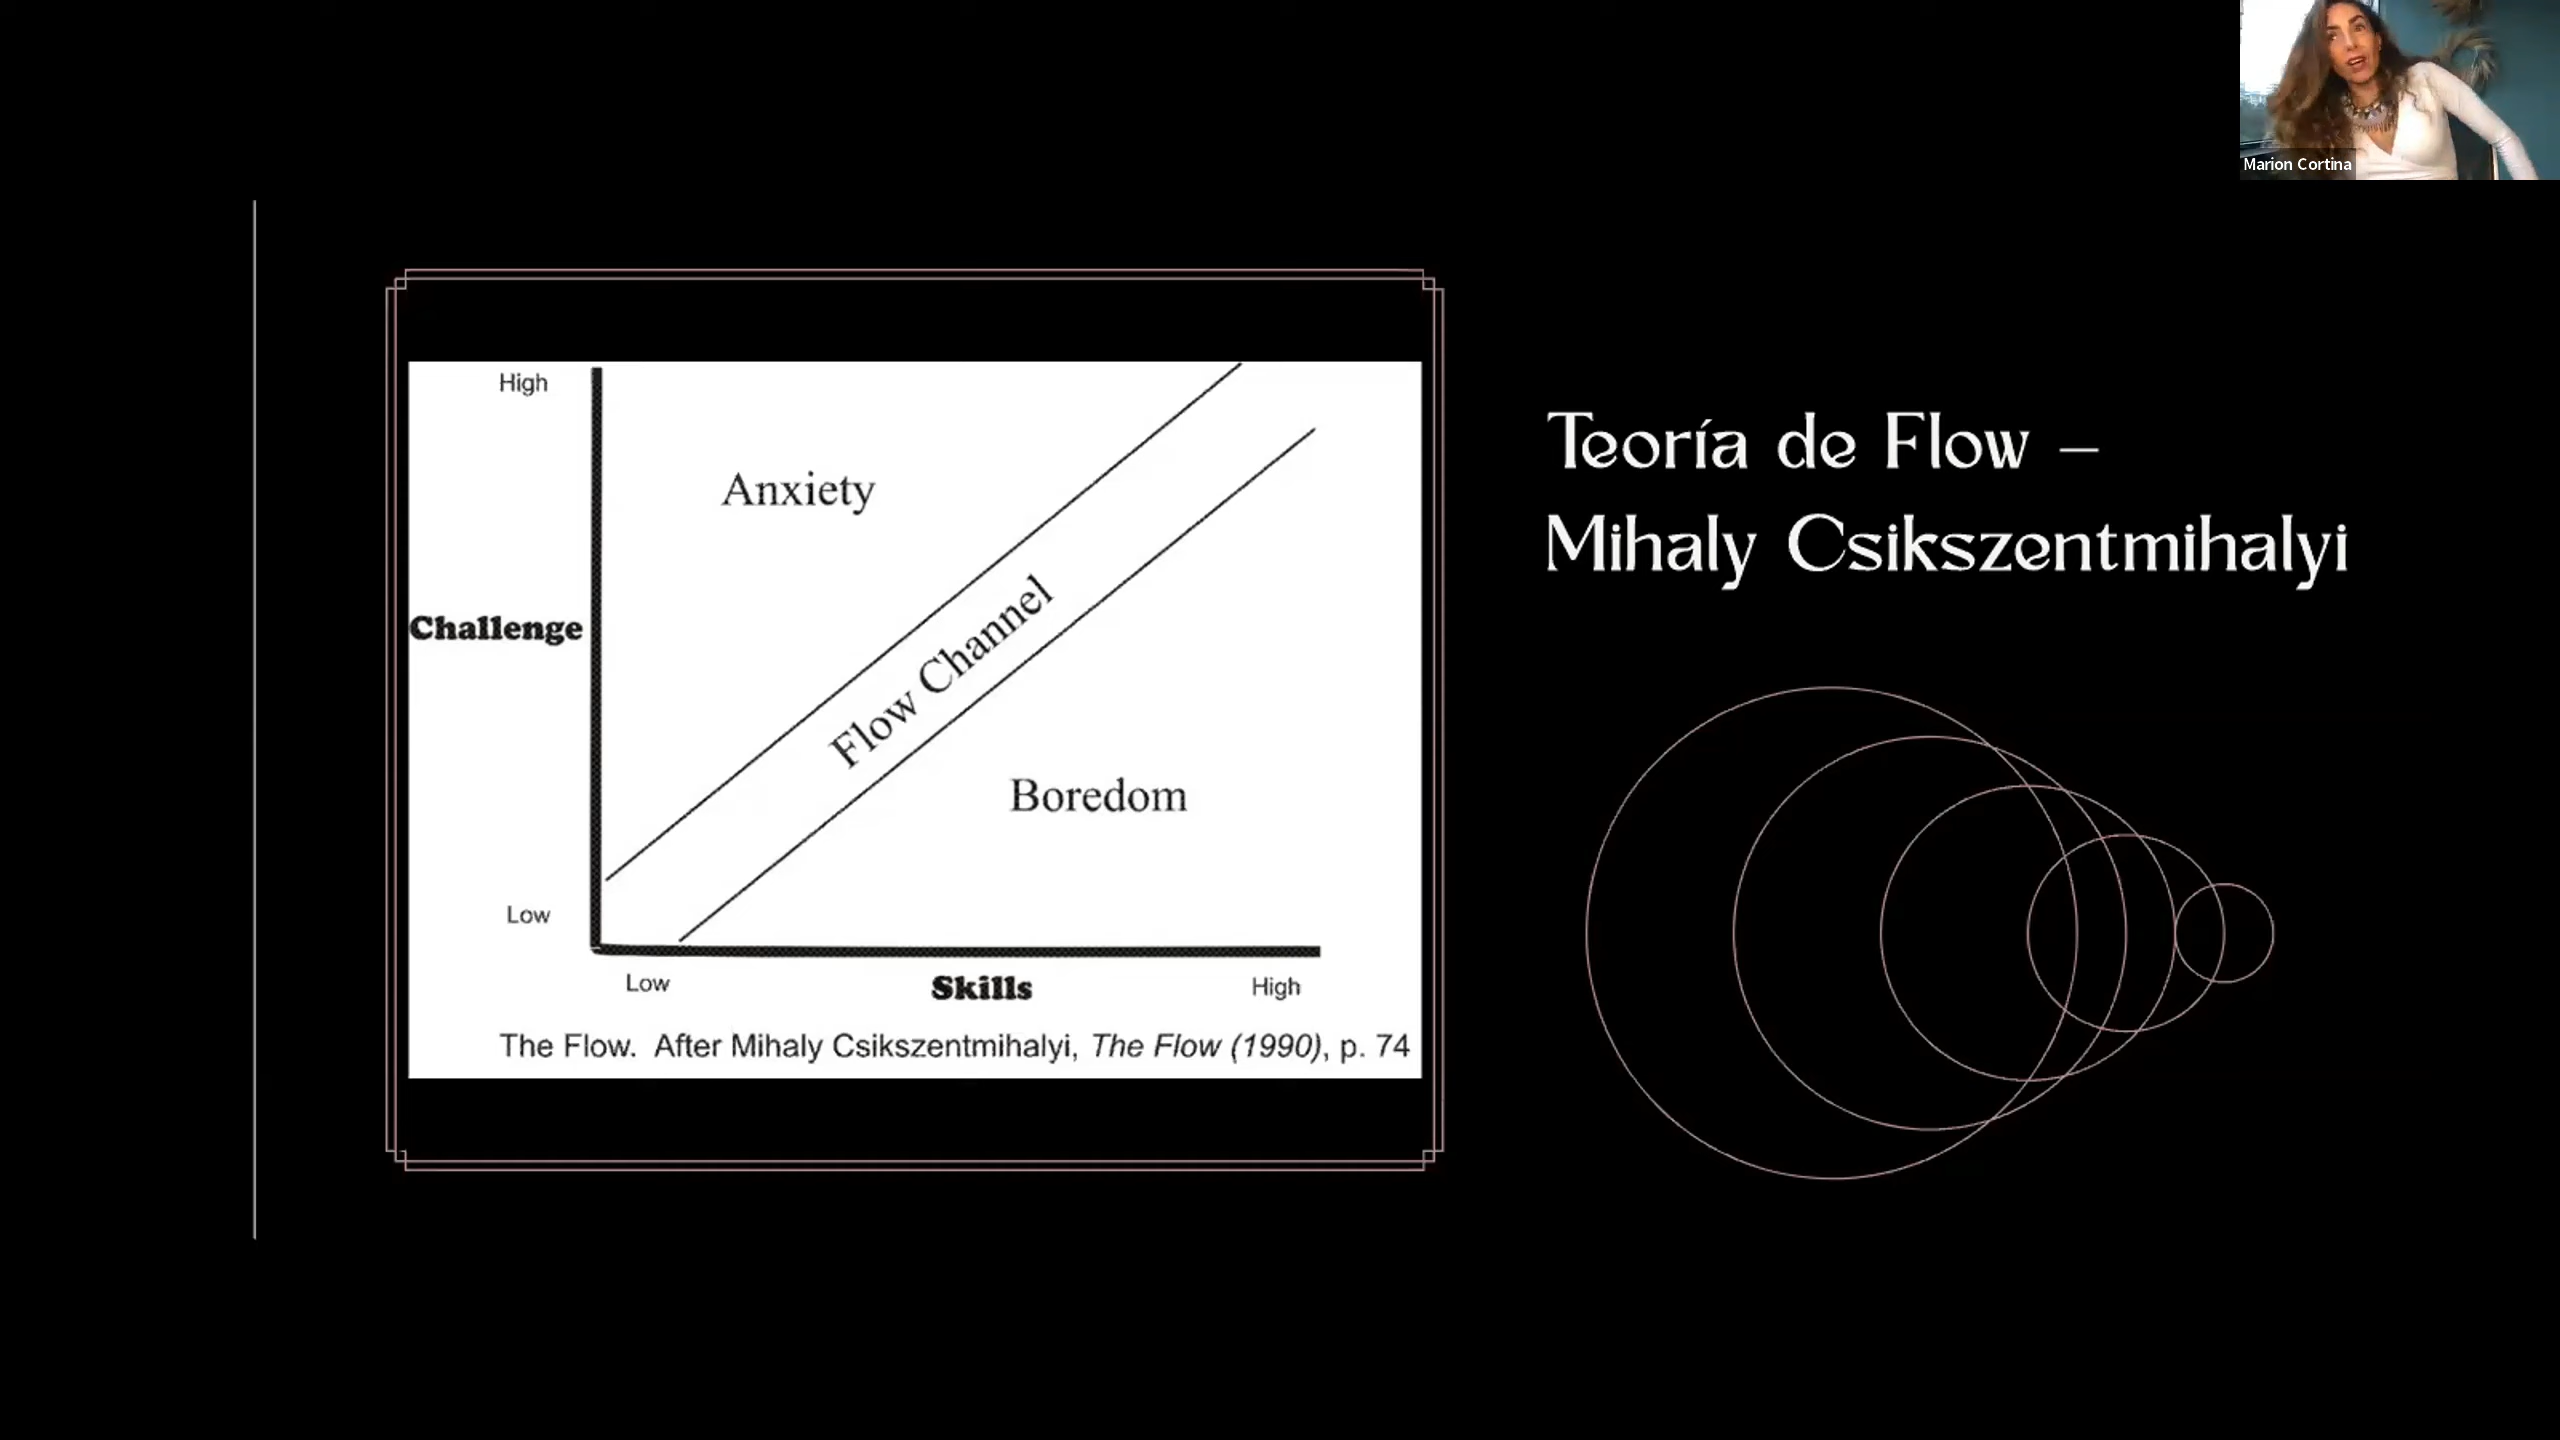 Marion Cortina
Teoría de Flow –
Mihaly Csikszentmihalyi
High
Anxiety
Challenge
Flow Channel
Boredom
Low
Low
Skills
High
The Flow. After Mihaly Csikszentmihalyi, The Flow (1990), p. 74